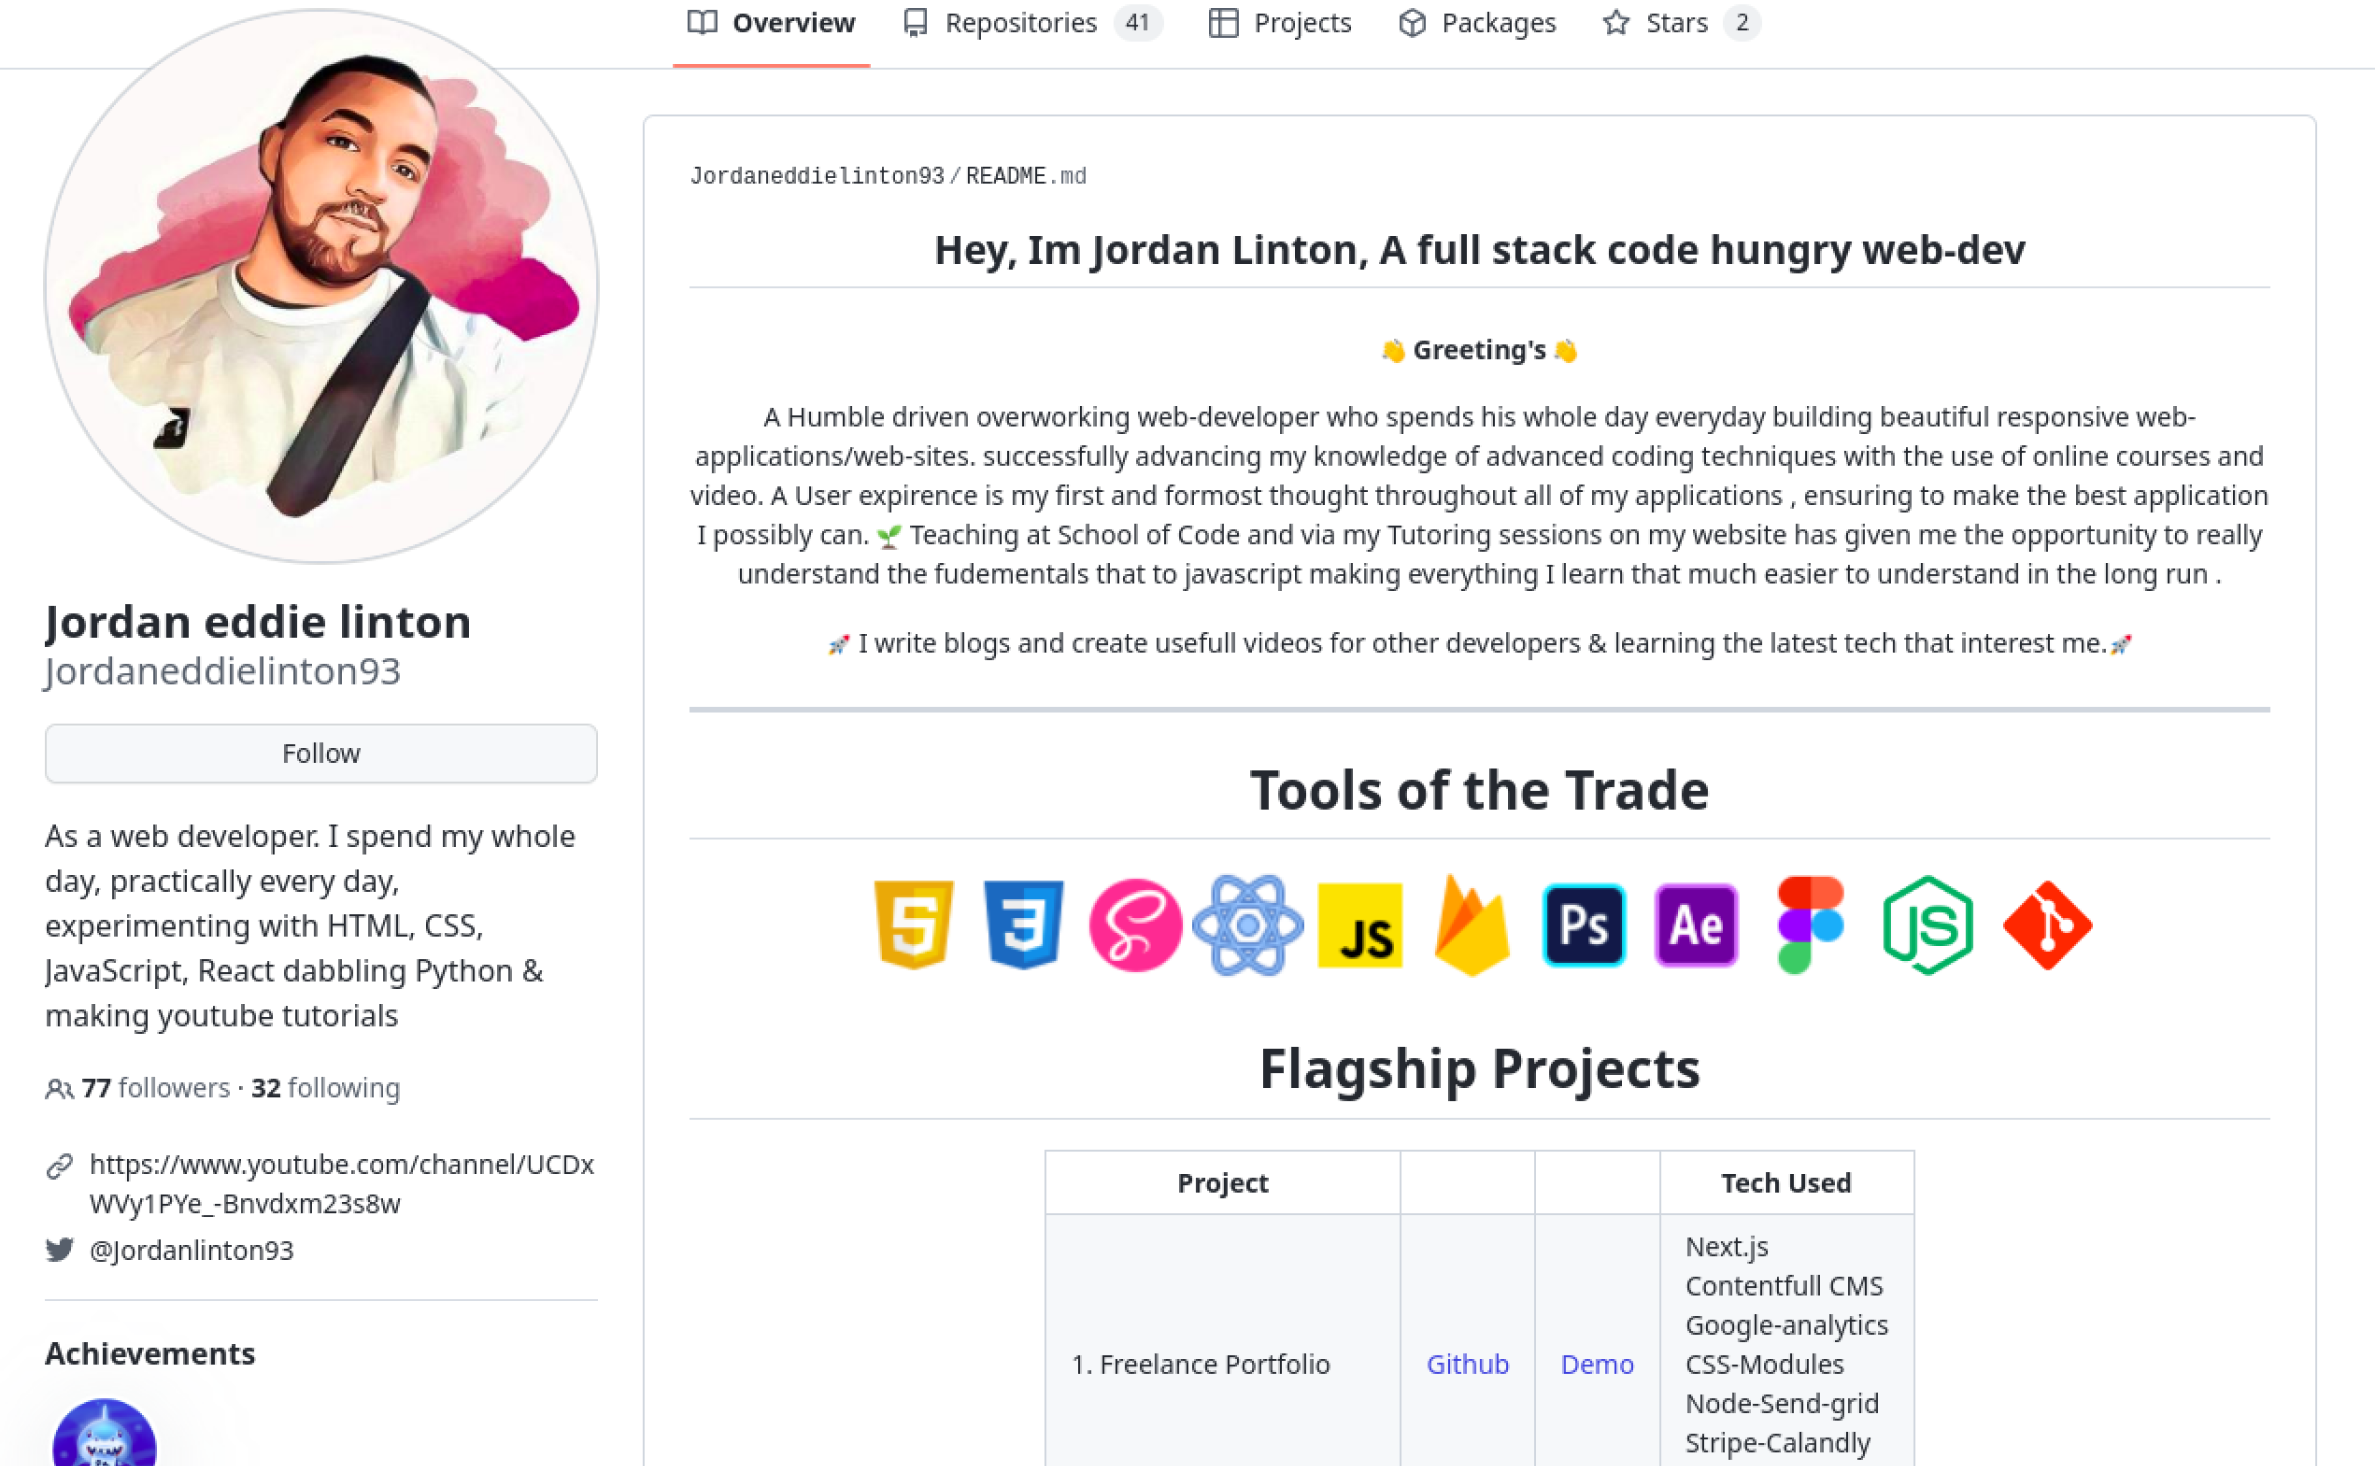 Overview
Repositories 41
Projects
Packages
Stars 2
Jordan eddie linton
Jordaneddielinton93
Follow
As a web developer. I spend my whole
day, practically every day,
experimenting with HTML, CSS,
JavaScript, React dabbling Python &
making youtube tutorials
77 followers · 32 following
https://www.youtube.com/channel/UCDx
WVy1PYe_-Bnvdxm23s8w
@Jordanlinton93
Achievements
Jordaneddielinton93/README.md
Hey, Im Jordan Linton, A full stack code hungry web-dev
👋 Greeting's 👋
A Humble driven overworking web-developer who spends his whole day everyday building beautiful responsive web-
applications/web-sites. successfully advancing my knowledge of advanced coding techniques with the use of online courses and
video. A User expirence is my first and formost thought throughout all of my applications , ensuring to make the best application
I possibly can. 🌱 Teaching at School of Code and via my Tutoring sessions on my website has given me the opportunity to really
understand the fudementals that to javascript making everything I learn that much easier to understand in the long run .
🚀 I write blogs and create usefull videos for other developers & learning the latest tech that interest me.🚀
Tools of the Trade
5 3 JS Ps Ae JS
Flagship Projects
Project Tech Used
1. Freelance Portfolio Github Demo
Next.js
Contentfull CMS
Google-analytics
CSS-Modules
Node-Send-grid
Stripe-Calandly